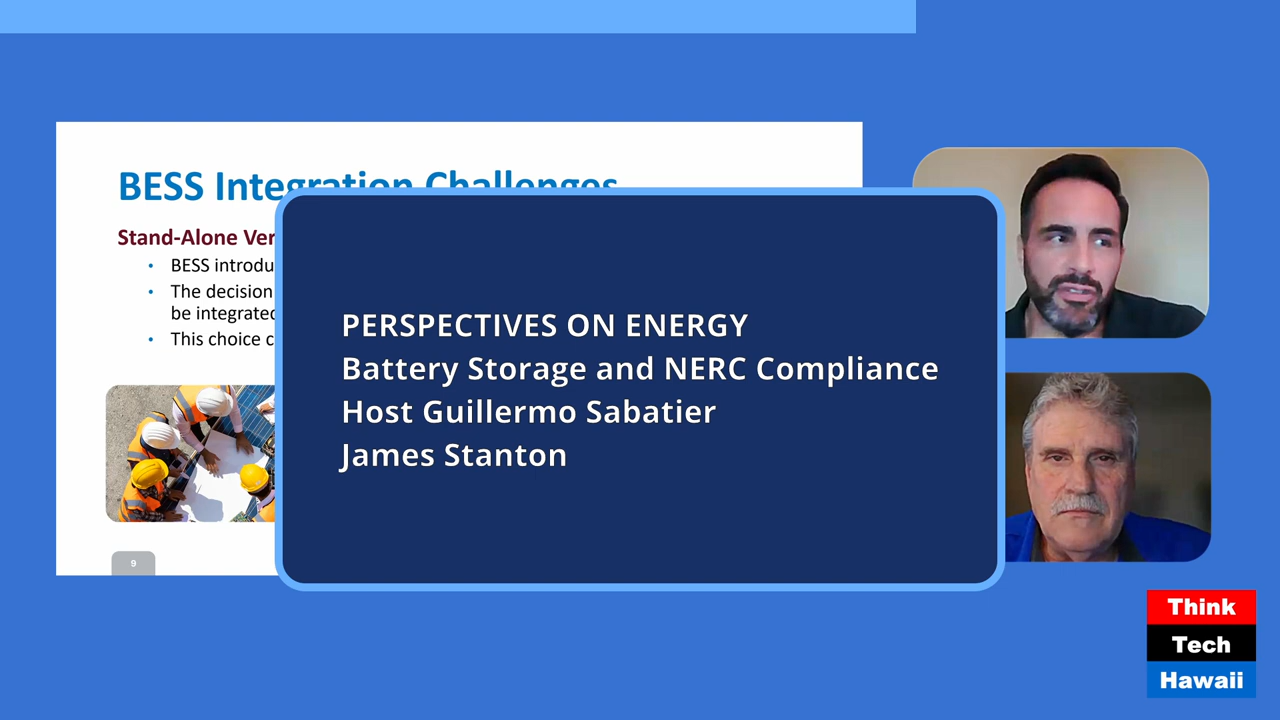 BESS Integration Challenges
Stand-Alone Ver
BESS introdu
The decision
be integrated
This choice c
9
PERSPECTIVES ON ENERGY
Battery Storage and NERC Compliance
Host Guillermo Sabatier
James Stanton
Think
Tech
Hawaii